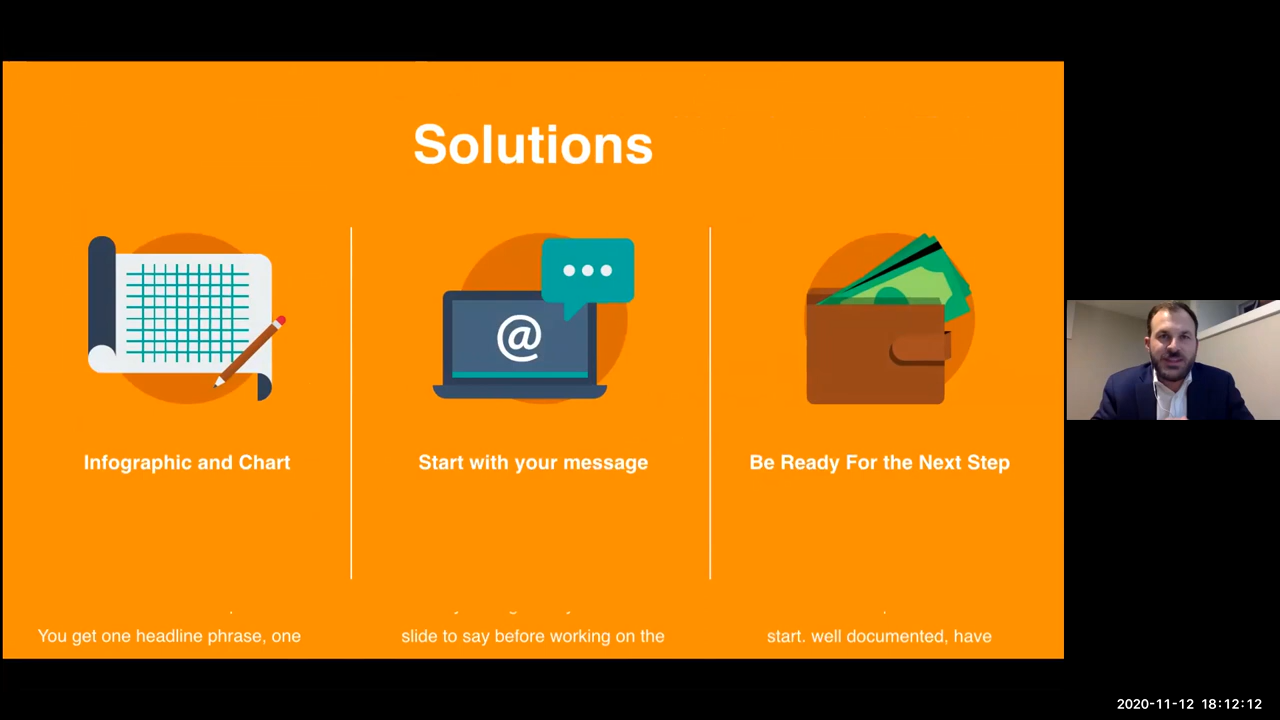 Solutions
@
Infographic and Chart
Start with your message
Be Ready For the Next Step
You get one headline phrase, one
slide to say before working on the
start. well documented, have
2020-11-12 18:12:12